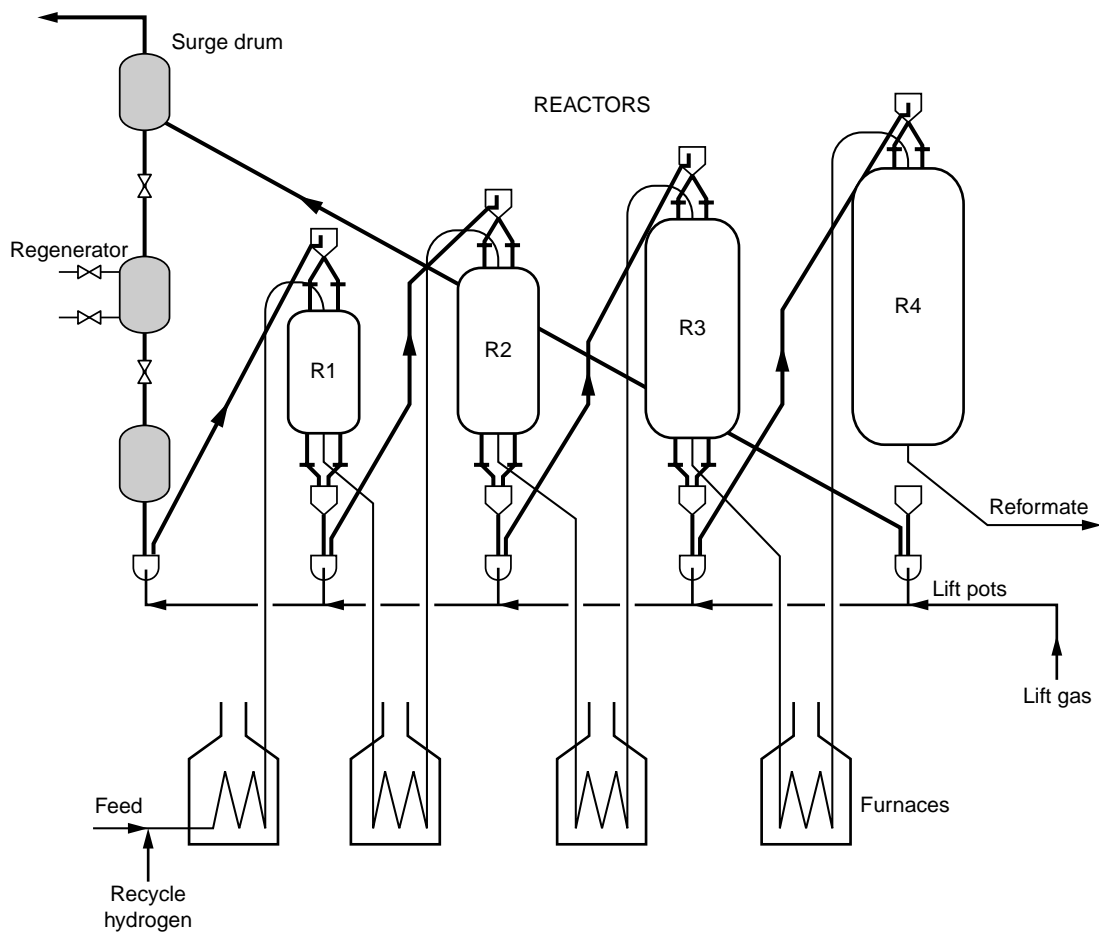 Surge drum
REACTORS
Regenerator
R1
R2
R3
R4
Reformate
Lift pots
Lift gas
Feed
Furnaces
Recycle
hydrogen